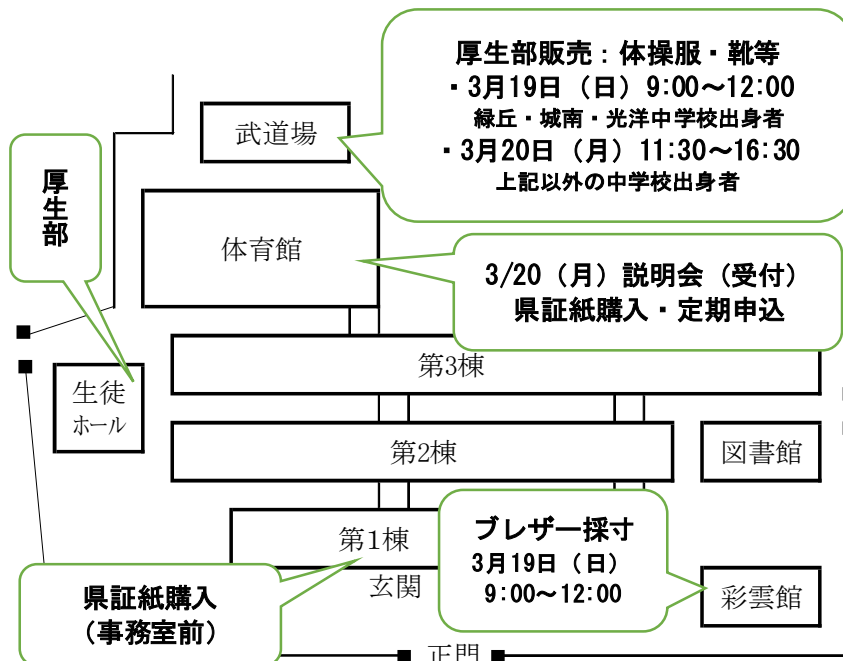 厚生部販売：体操服・靴等
・3月19日（日）9:00～12:00
緑丘・城南・光洋中学校出身者
・3月20日（月）11:30～16:30
上記以外の中学校出身者
武道場
厚生部
体育館
3/20（月）説明会（受付）
県証紙購入・定期申込
第3棟
生徒
ホール
第2棟
図書館
第1棟
ブレザー採寸
3月19日（日）
9:00～12:00
玄関
県証紙購入
（事務室前）
彩雲館
正門